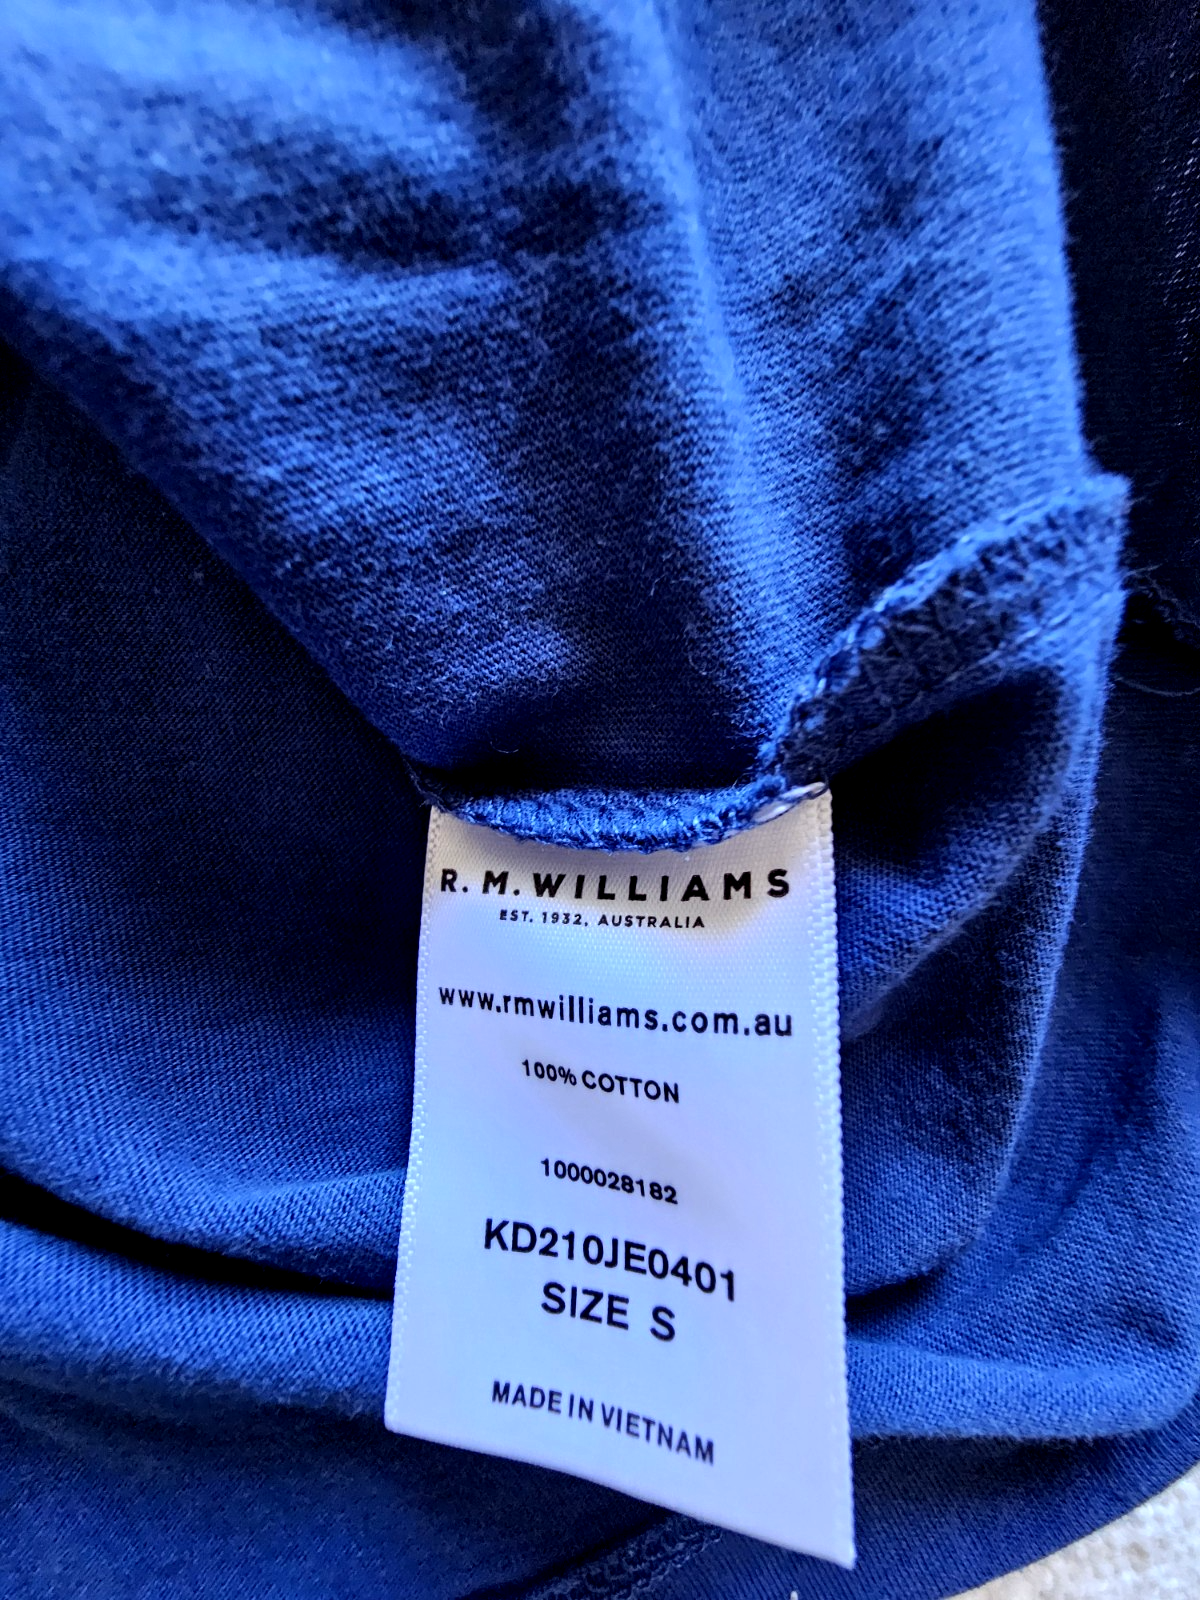 R. M. WILLIAMS
EST. 1932, AUSTRALIA
www.rmwilliams.com.au
100% COTTON
1000028182
KD210JE0401
SIZE S
MADE IN VIETNAM